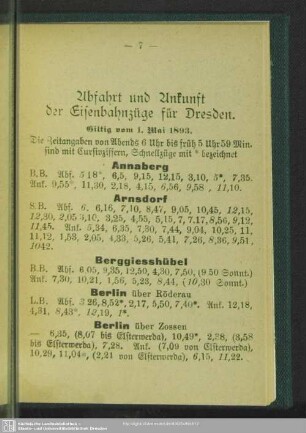 — 7 —
Abfahrt und Ankunft
der Eisenbahnzüge für Dresden.
Giltig vom 1. Mai 1893.
Die Zeitangaben von Abends 6 Uhr bis früh 5 Uhr 59 Min.
sind mit Cursivziffern, Schnellzüge mit * bezeichnet
Annaberg
B.B. Abf. 6,5, 9,15, 12,15, 3,10, 5*, 7,35.
Ank. 9,55*, 11,30, 2,18, 4,15, 6,56, 9,58, 11,10.
Arnsdorf
S.B. Abf. 6, 6,16, 7,10, 8,47, 9,05, 10,45, 12,15,
12,30, 2,05, 3,10, 3,25, 4,55, 5,15, 7,17, 8,56, 9,12,
11,45. Ank. 5,34, 6,35, 7,30, 7,44, 9,04, 10,25, 11,
11,12, 1,53, 2,05, 4,33, 5,26, 5,41, 7,26, 8,36, 9,51,
10,42.
Berggiesshübel
B.B. Abf. 6,05, 9,35, 12,50, 4,30, 7,50, (9,50 Sonnt.)
Ank. 7,30, 10,21, 1,56, 5,23, 8,44, (10,30 Sonnt.)
Berlin über Röderau
L.B. Abf. 3,26, 8,52*, 2,17, 5,50, 7,40*. Ank. 12,18,
4,31, 8,43*, 12,19, 1*.
Berlin über Zossen
— 6,35, (8,07 bis Elsterwerda), 10,49*, 2,28, (3,58
bis Elsterwerda), 7,28. Ank. (7,09 von Elsterwerda),
10,29, 11,04*, (2,21 von Elsterwerda), 6,15, 11,22.